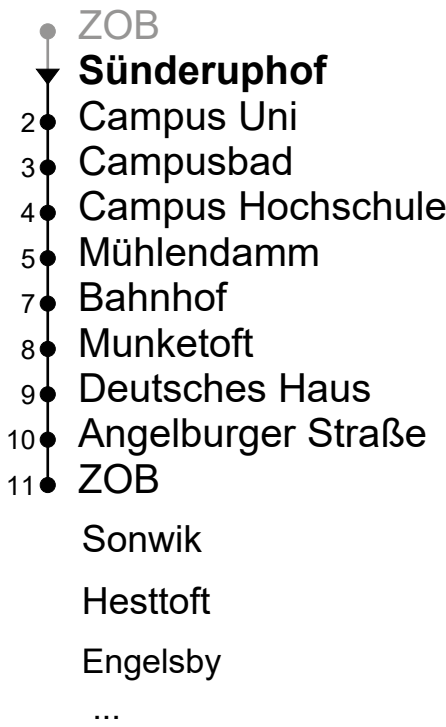 ZOB
Sünderuphof
2 Campus Uni
3 Campusbad
4 Campus Hochschule
5 Mühlendamm
7 Bahnhof
8 Munketoft
9 Deutsches Haus
10 Angelburger Straße
11 ZOB
Sonwik
Hesttoft
Engelsby
...